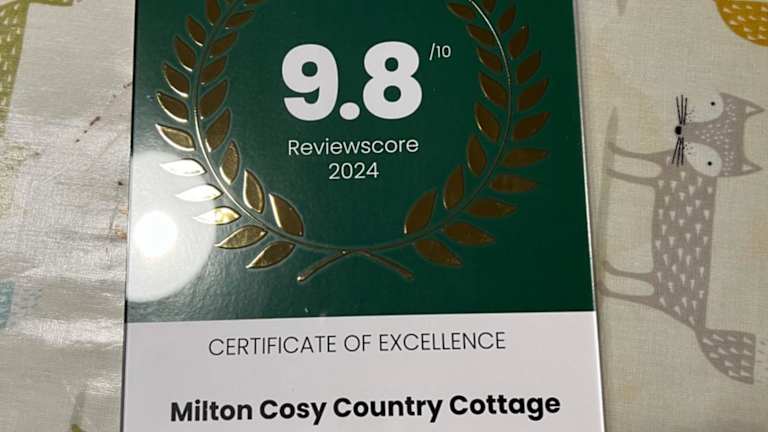 9.8 /10
Reviewscore
2024
CERTIFICATE OF EXCELLENCE
Milton Cosy Country Cottage